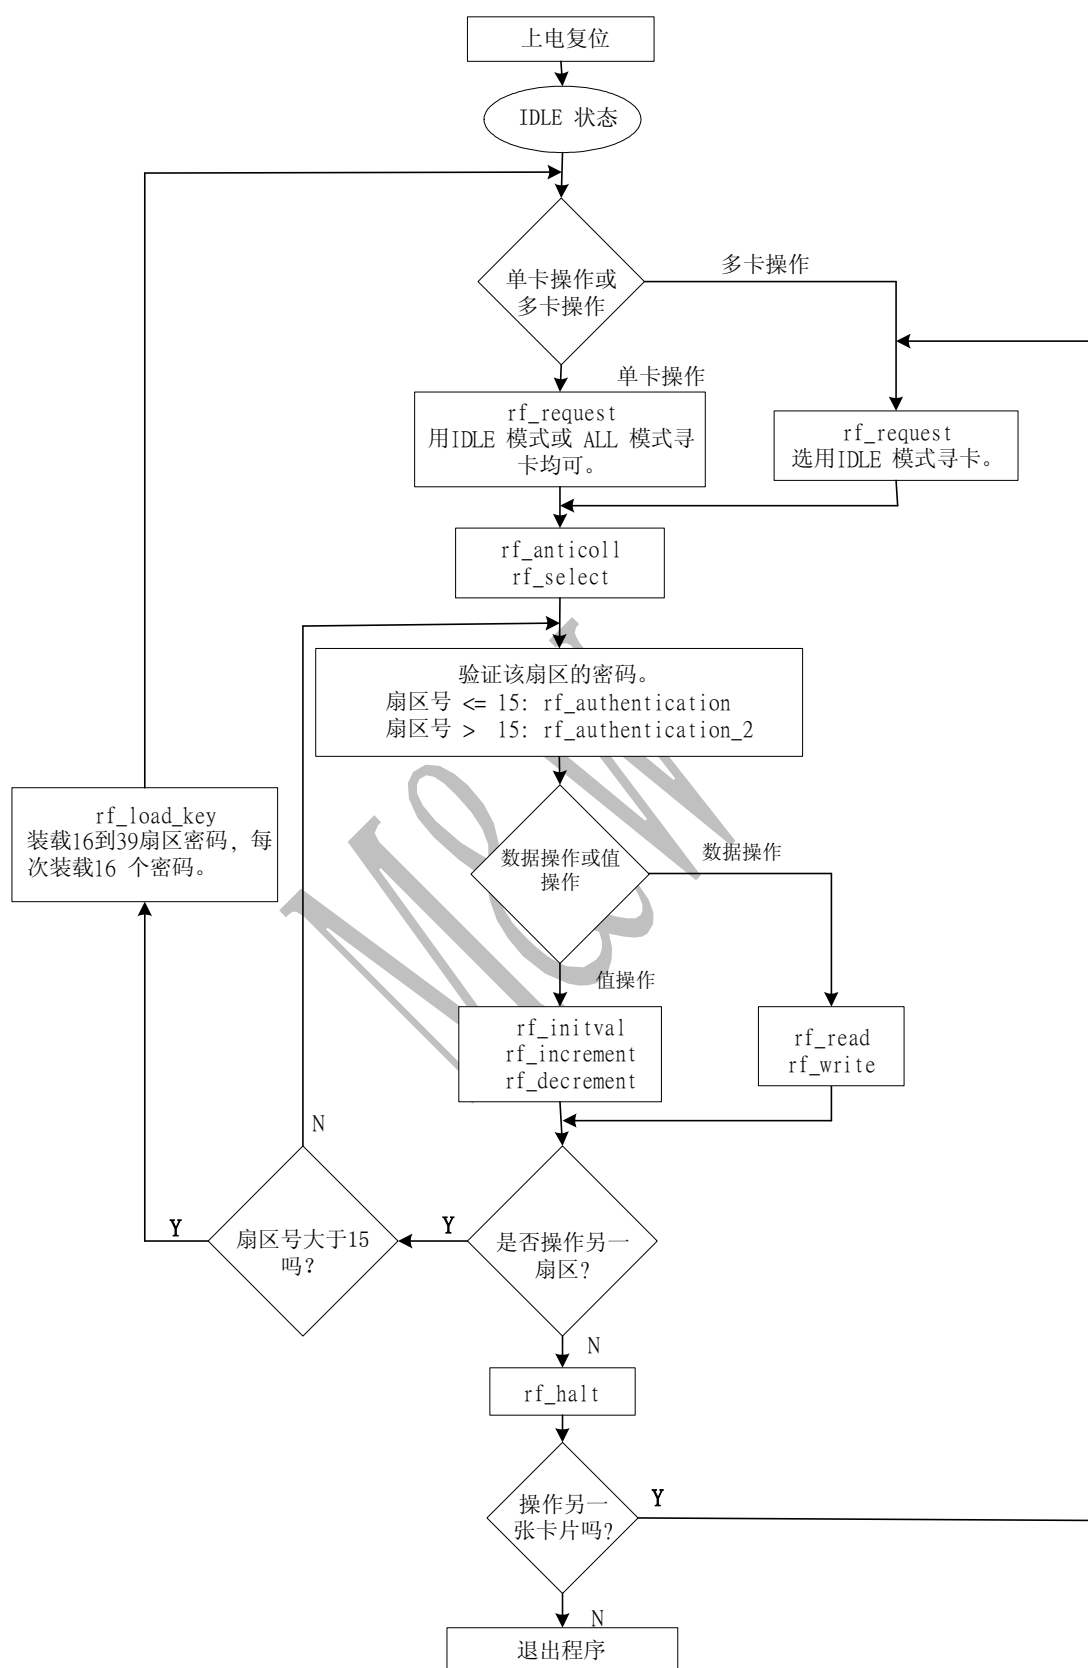 上电复位
IDLE 状态
单卡操作或
多卡操作
多卡操作
单卡操作
rf_request
用IDLE 模式或 ALL 模式寻
卡均可。
rf_request
选用IDLE 模式寻卡。
rf_anticoll
rf_select
验证该扇区的密码。
扇区号 <= 15: rf_authentication
扇区号 > 15: rf_authentication_2
rf_load_key
装载16到39扇区密码，每
次装载16 个密码。
数据操作或值
操作
数据操作
值操作
rf_initval
rf_increment
rf_decrement
rf_read
rf_write
N
扇区号大于15
吗?
Y
Y
是否操作另一
扇区?
N
rf_halt
操作另一
张卡片吗?
Y
N
退出程序
M&W